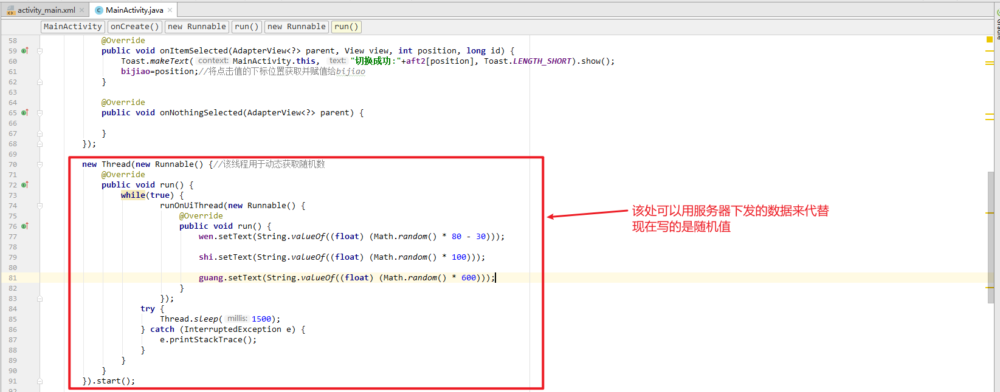 activity_main.xml MainActivity.java
MainActivity onCreate() new Runnable run() new Runnable run()
58 @Override
59 public void onItemSelected(AdapterView<?> parent, View view, int position, long id) {
60 Toast.makeText( context: MainActivity.this, text: "切换成功:"+aft2[position], Toast.LENGTH_SHORT).show();
61 bijiao=position;//将点击值的下标位置获取并赋值给bijiao
62 }
63
64 @Override
65 public void onNothingSelected(AdapterView<?> parent) {
66
67 }
68 });
69
70 new Thread(new Runnable() {//该线程用于动态获取随机数
71 @Override
72 public void run() {
73 while(true) {
74 runOnUiThread(new Runnable() {
75 @Override
76 public void run() {
77 wen.setText(String.valueOf((float) (Math.random() * 80 - 30)));
78
79 shi.setText(String.valueOf((float) (Math.random() * 100)));
80
81 guang.setText(String.valueOf((float) (Math.random() * 600)));
82 }
83 });
84 try {
85 Thread.sleep( millis: 1500);
86 } catch (InterruptedException e) {
87 e.printStackTrace();
88 }
89 }
90 }
91 }).start();
92
该处可以用服务器下发的数据来代替
现在写的是随机值
Gradle